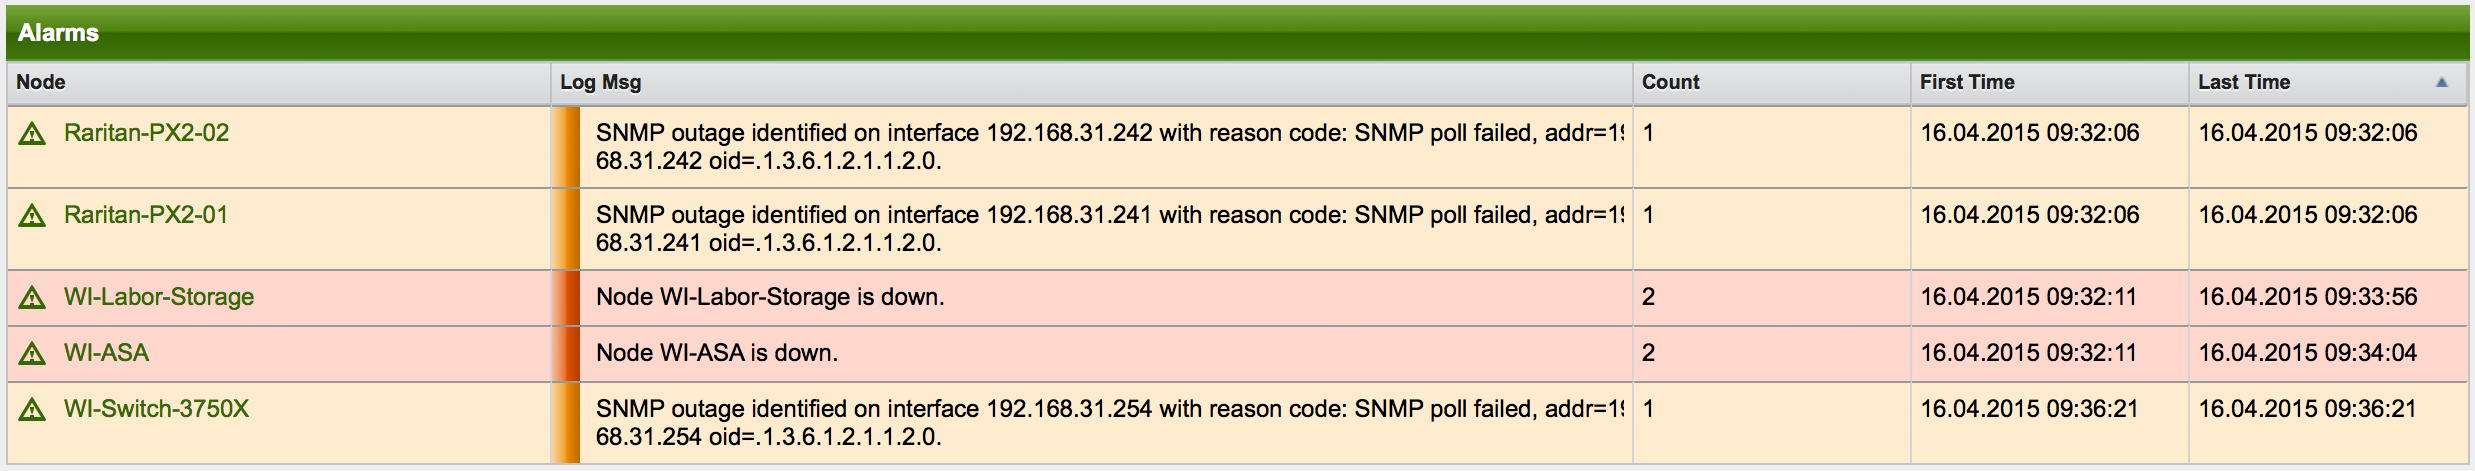 Alarms
Node Log Msg Count First Time Last Time
Raritan-PX2-02 SNMP outage identified on interface 192.168.31.242 with reason code: SNMP poll failed, addr=19 1 16.04.2015 09:32:06 16.04.2015 09:32:06
68.31.242 oid=.1.3.6.1.2.1.1.2.0.
Raritan-PX2-01 SNMP outage identified on interface 192.168.31.241 with reason code: SNMP poll failed, addr=19 1 16.04.2015 09:32:06 16.04.2015 09:32:06
68.31.241 oid=.1.3.6.1.2.1.1.2.0.
WI-Labor-Storage Node WI-Labor-Storage is down. 2 16.04.2015 09:32:11 16.04.2015 09:33:56
WI-ASA Node WI-ASA is down. 2 16.04.2015 09:32:11 16.04.2015 09:34:04
WI-Switch-3750X SNMP outage identified on interface 192.168.31.254 with reason code: SNMP poll failed, addr=19 1 16.04.2015 09:36:21 16.04.2015 09:36:21
68.31.254 oid=.1.3.6.1.2.1.1.2.0.